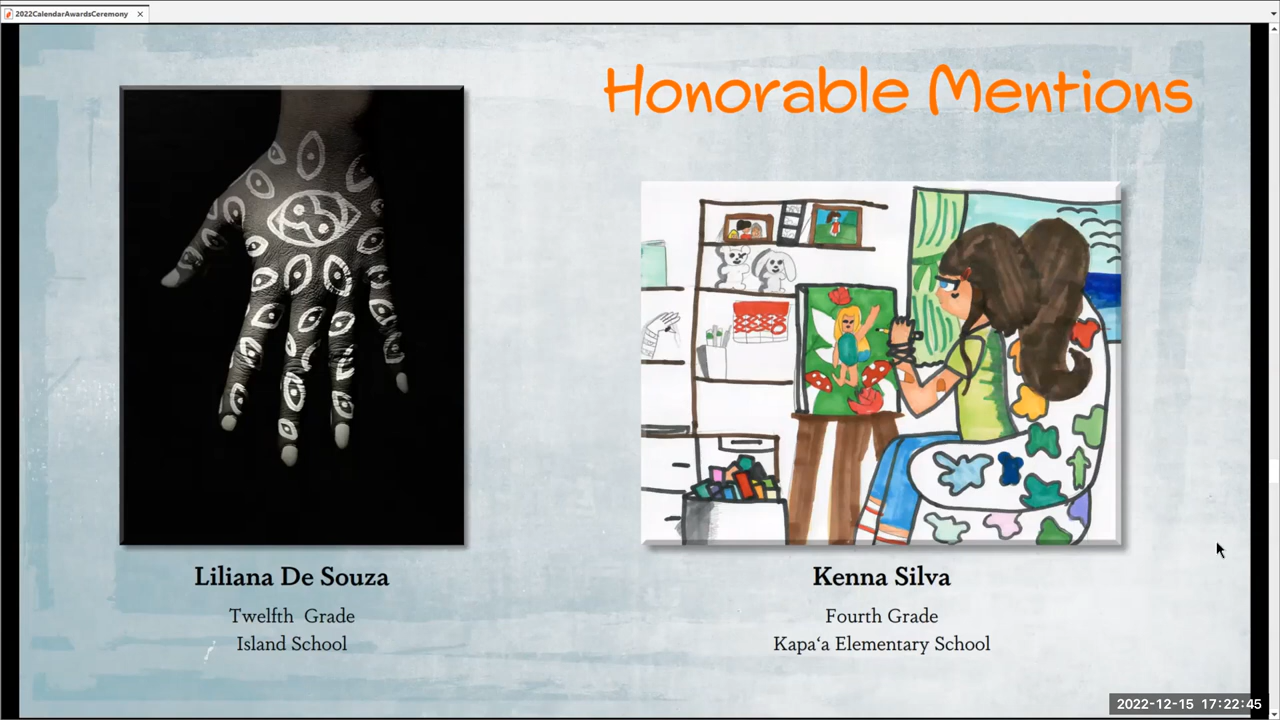 2022CalendarAwardsCeremony
Honorable Mentions
Liliana De Souza
Twelfth Grade
Island School
Kenna Silva
Fourth Grade
Kapaʻa Elementary School
2022-12-15 17:22:45